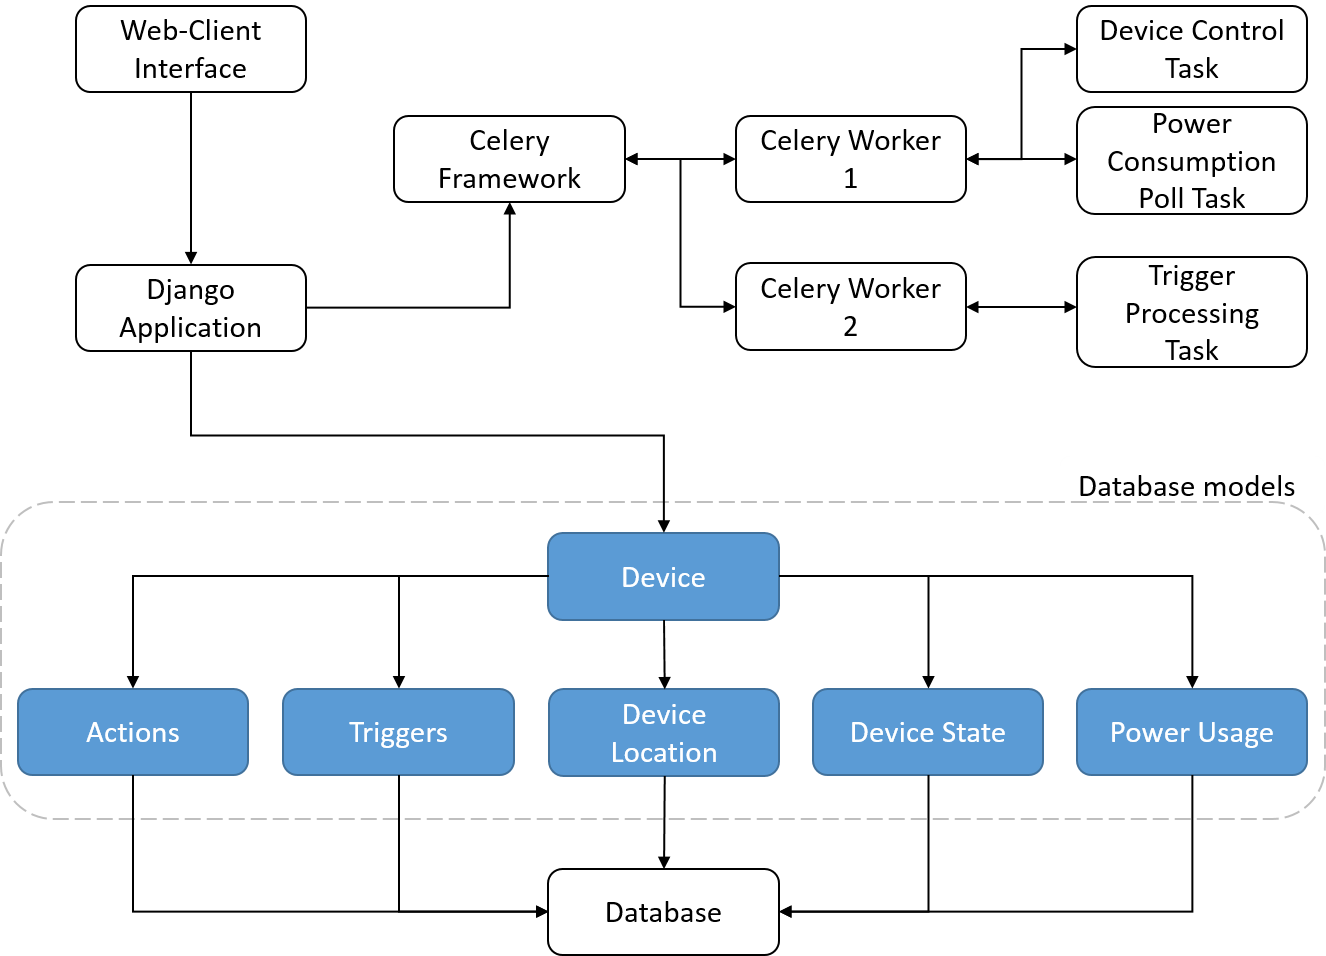 Web-Client
Interface
Device Control
Task
Power
Consumption
Poll Task
Celery
Framework
Celery Worker
1
Django
Application
Celery Worker
2
Trigger
Processing
Task
Database models
Device
Actions
Triggers
Device
Location
Device State
Power Usage
Database